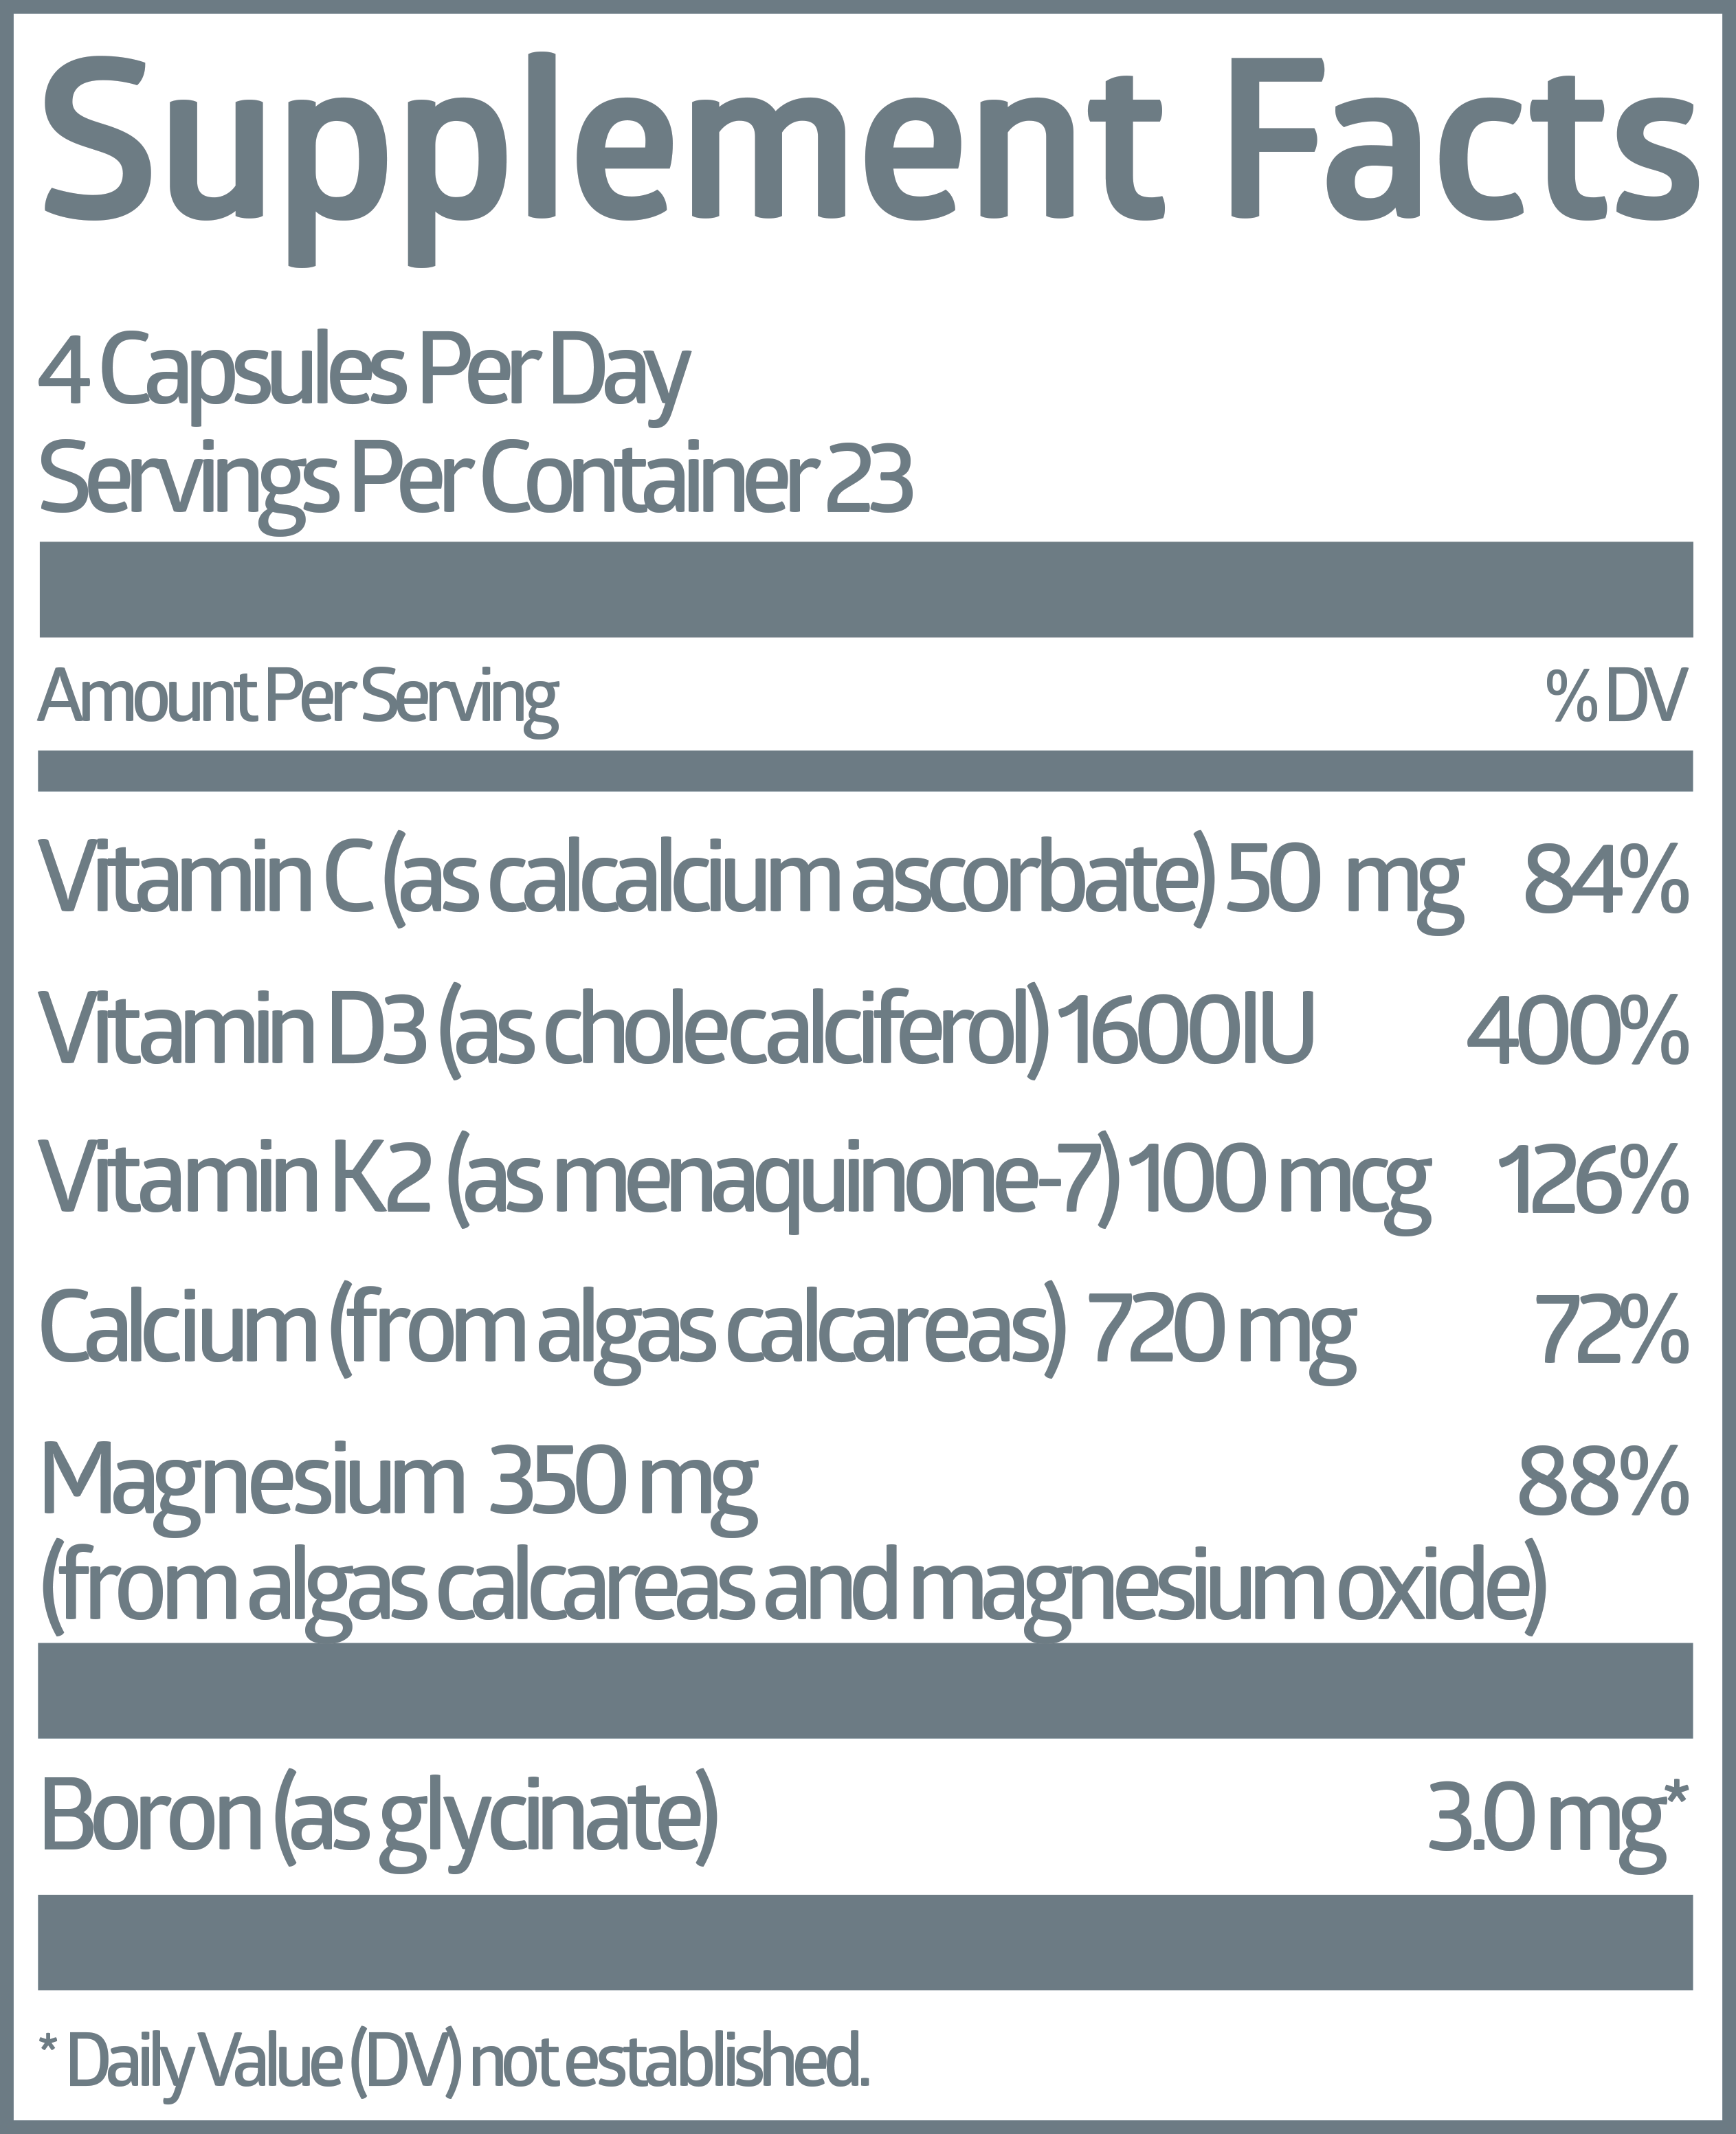 Supplement Facts
4 Capsules Per Day
Servings Per Container 23
Amount Per Serving % DV
Vitamin C (as calcalcium ascorbate) 50 mg 84%
Vitamin D3 (as cholecalciferol) 1600IU 400%
Vitamin K2 (as menaquinone-7) 100 mcg 126%
Calcium (from algas calcareas) 720 mg 72%
Magnesium 350 mg 88%
(from algas calcareas and magnesium oxide)
Boron (as glycinate) 3.0 mg*
* Daily Value (DV) not established.